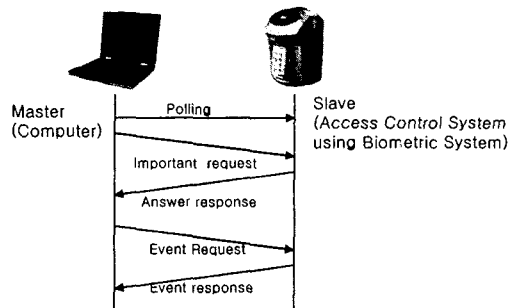 Master
(Computer)
Slave
(Access Control System
using Biometric System)
Polling
Important request
Answer response
Event Request
Event response